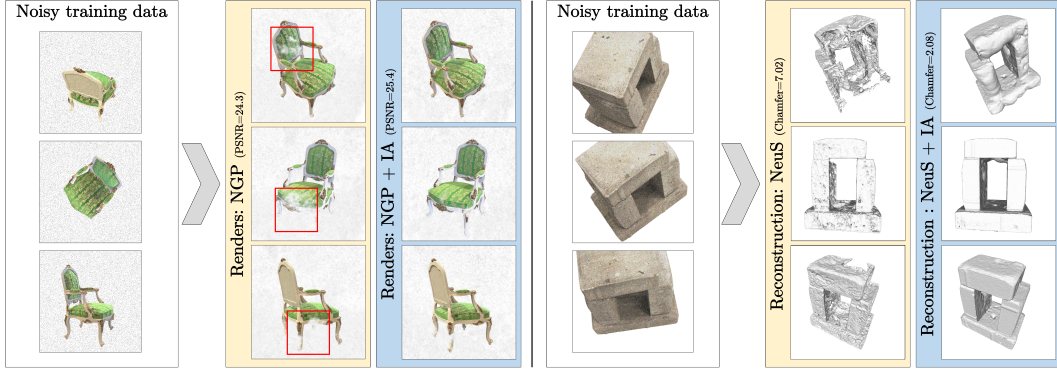 Noisy training data
Renders: NGP (PSNR=24.3)
Renders: NGP + IA (PSNR=25.4)
Noisy training data
Reconstruction: NeuS (Chamfer=7.02)
Reconstruction : NeuS + IA (Chamfer=2.08)